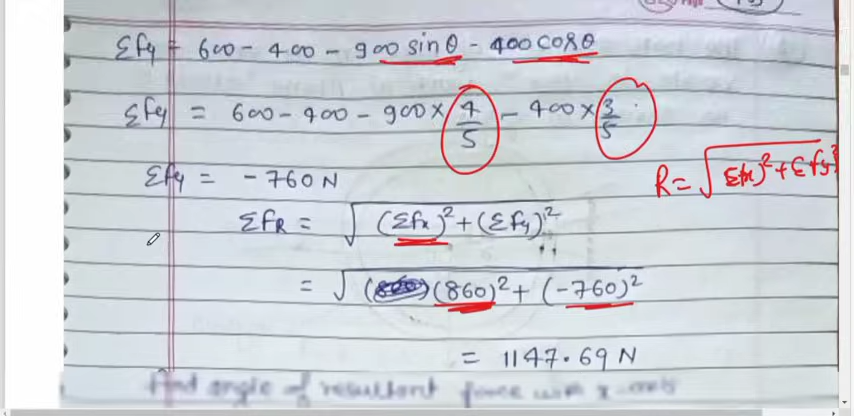 Σfy = 600 - 400 - 900 sinθ - 400 cosθ
Σfy = 600 - 400 - 900 × 4/5 - 400 × 3/5
Σfy = -760 N
R = √Σfx)² + Σfy²
ΣfR = √(Σfx)² + (Σfy)²
= √(860)² + (-760)²
= 1147.69 N
find angle of resultant force with x-axis